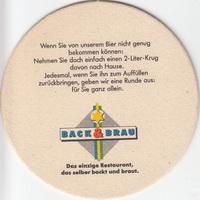 Wenn Sie von unserem Bier nicht genug
bekommen können:
Nehmen Sie doch einfach einen 2-Liter-Krug
davon nach Hause.
Jedesmal, wenn Sie ihn zum Auffüllen
zurückbringen, geben wir eine Runde aus:
für Sie ganz allein.
BACK & BRAU
Das einzige Restaurant,
das selber backt und braut.